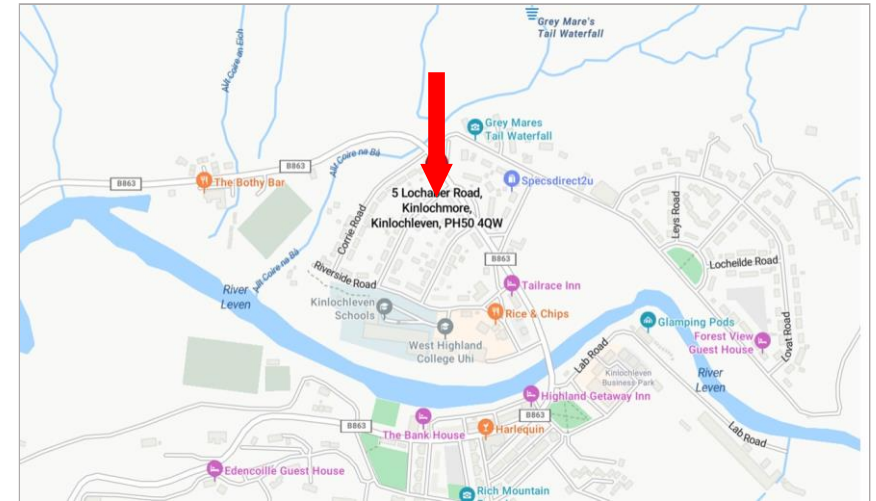 Grey Mare's
Tail Waterfall
Allt Coire an Eich
Grey Mares
Tail Waterfall
B863
B863
Allt Coire na Bà
The Bothy Bar
Specsdirect2u
5 Lochaber Road,
Kinlochmore,
Kinlochleven, PH50 4QW
Corrie Road
Leys Road
Riverside Road
Allt Coire na Bà
B863
Locheilde Road
River
Leven
Tailrace Inn
Kinlochleven
Schools
Rice & Chips
Glamping Pods
West Highland
College Uhi
Forest View
Guest House
Lovat Road
Lab Road
Kinlochleven
Business Park
River
Leven
Highland Getaway Inn
B863
B863
The Bank House
Harlequin
Lab Road
Edencoille Guest House
Rich Mountain